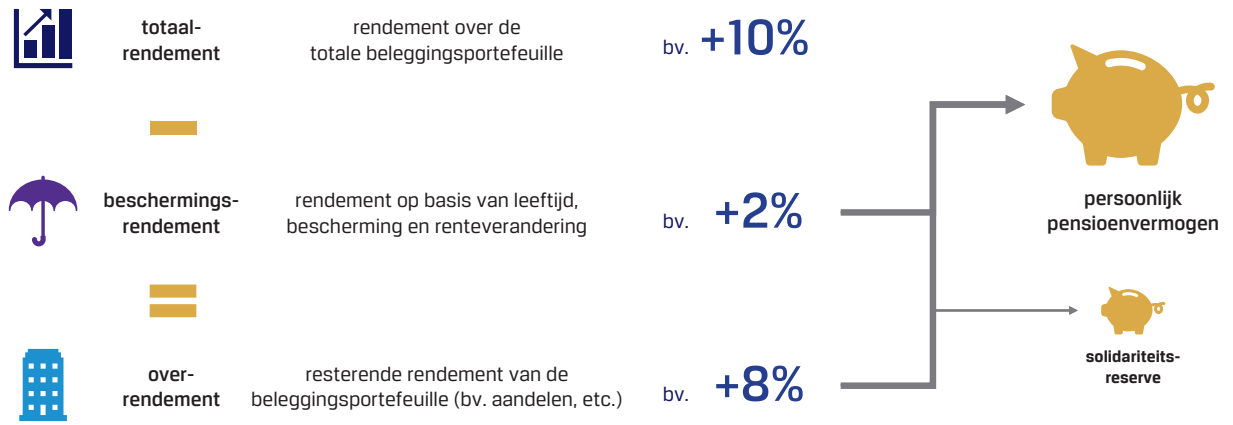 totaal-
rendement
rendement over de
totale beleggingsportefeuille
bv. +10%
beschermings-
rendement
rendement op basis van leeftijd,
bescherming en renteverandering
bv. +2%
persoonlijk
pensioenvermogen
over-
rendement
resterende rendement van de
beleggingsportefeuille (bv. aandelen, etc.)
bv. +8%
solidariteits-
reserve